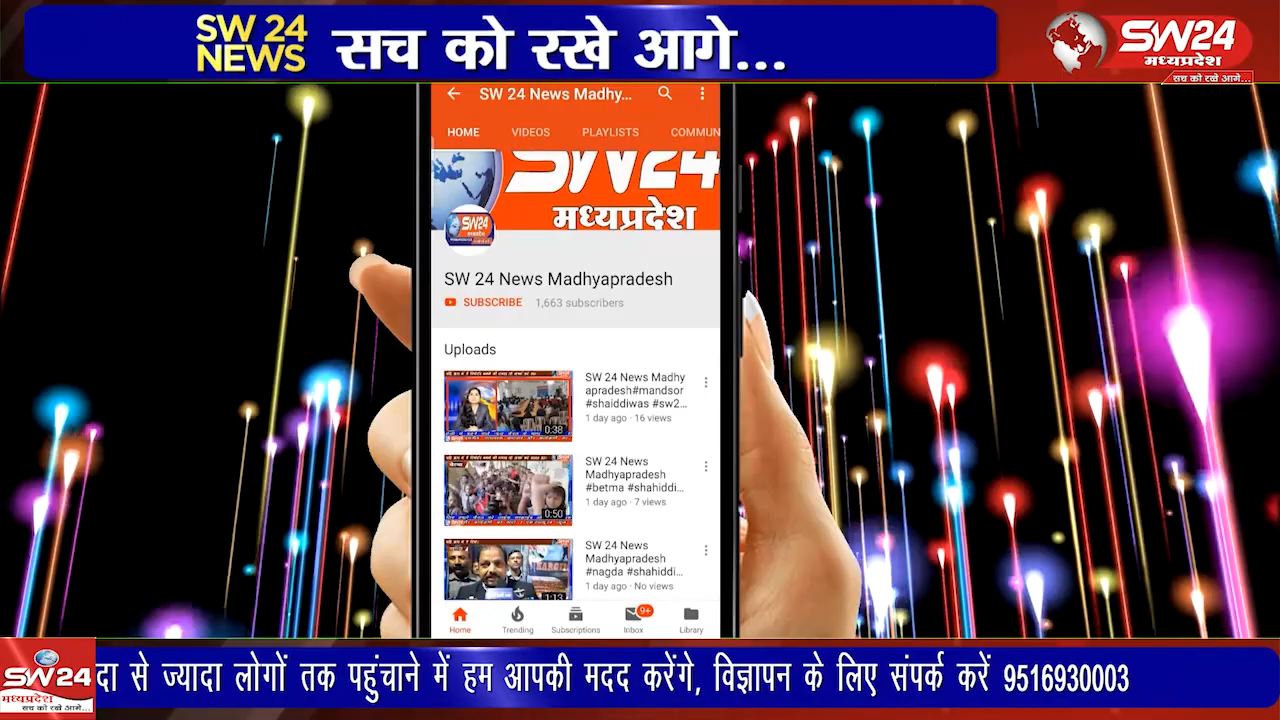 SW 24
NEWS
सच को रखे आगे...
SW24
मध्यप्रदेश
सच को रखे आगे...
SW 24 News Madhy...
HOME VIDEOS PLAYLISTS COMMUN
SW24
मध्यप्रदेश
SW24
SW 24 News Madhyapradesh
SUBSCRIBE 1,663 subscribers
Uploads
SW 24 News Madhy
apradesh#mandsor
#shaiddiwas #sw2...
1 day ago · 16 views
0:38
SW 24 News
Madhyapradesh
#betma #shahiddi...
1 day ago · 7 views
0:50
SW 24 News
Madhyapradesh
#nagda #shahiddi...
1 day ago · No views
1:13
9+
Home Trending Subscriptions Inbox Library
SW24
मध्यप्रदेश
सच को रखे आगे...
दा से ज्यादा लोगों तक पहुंचाने में हम आपकी मदद करेंगे, विज्ञापन के लिए संपर्क करें 9516930003